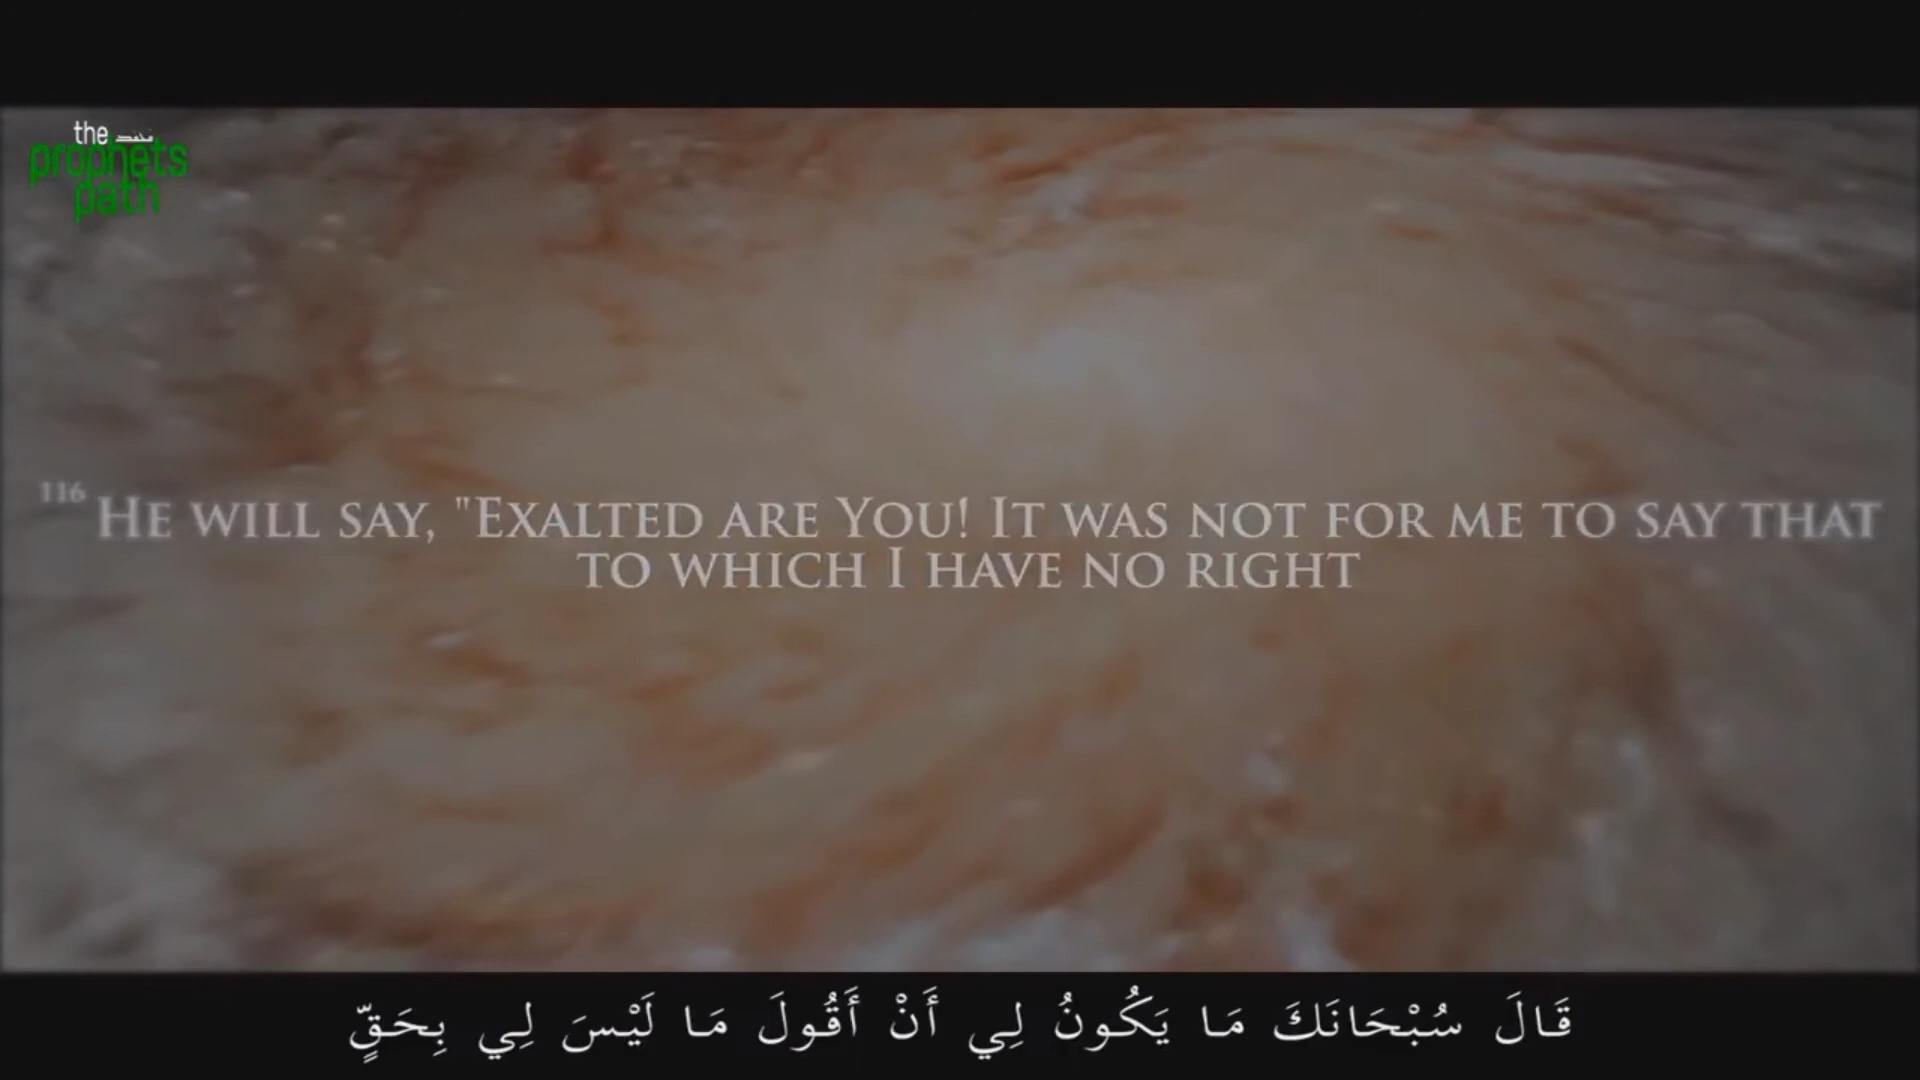 the محمد
prophets
path
116 HE WILL SAY, "EXALTED ARE YOU! IT WAS NOT FOR ME TO SAY THAT
TO WHICH I HAVE NO RIGHT
قَالَ سُبْحَانَكَ مَا يَكُونُ لِي أَنْ أَقُولَ مَا لَيْسَ لِي بِحَقٍّ